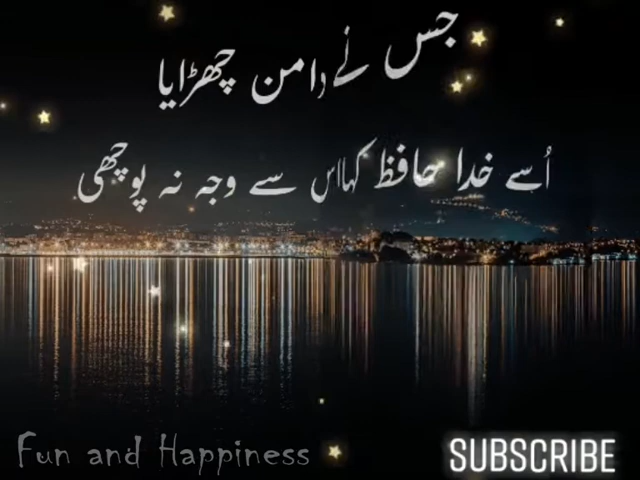 جس نے دامن چھڑایا
اُسے خدا حافظ کہا اس سے وجہ نہ پوچھی
Fun and Happiness
SUBSCRIBE